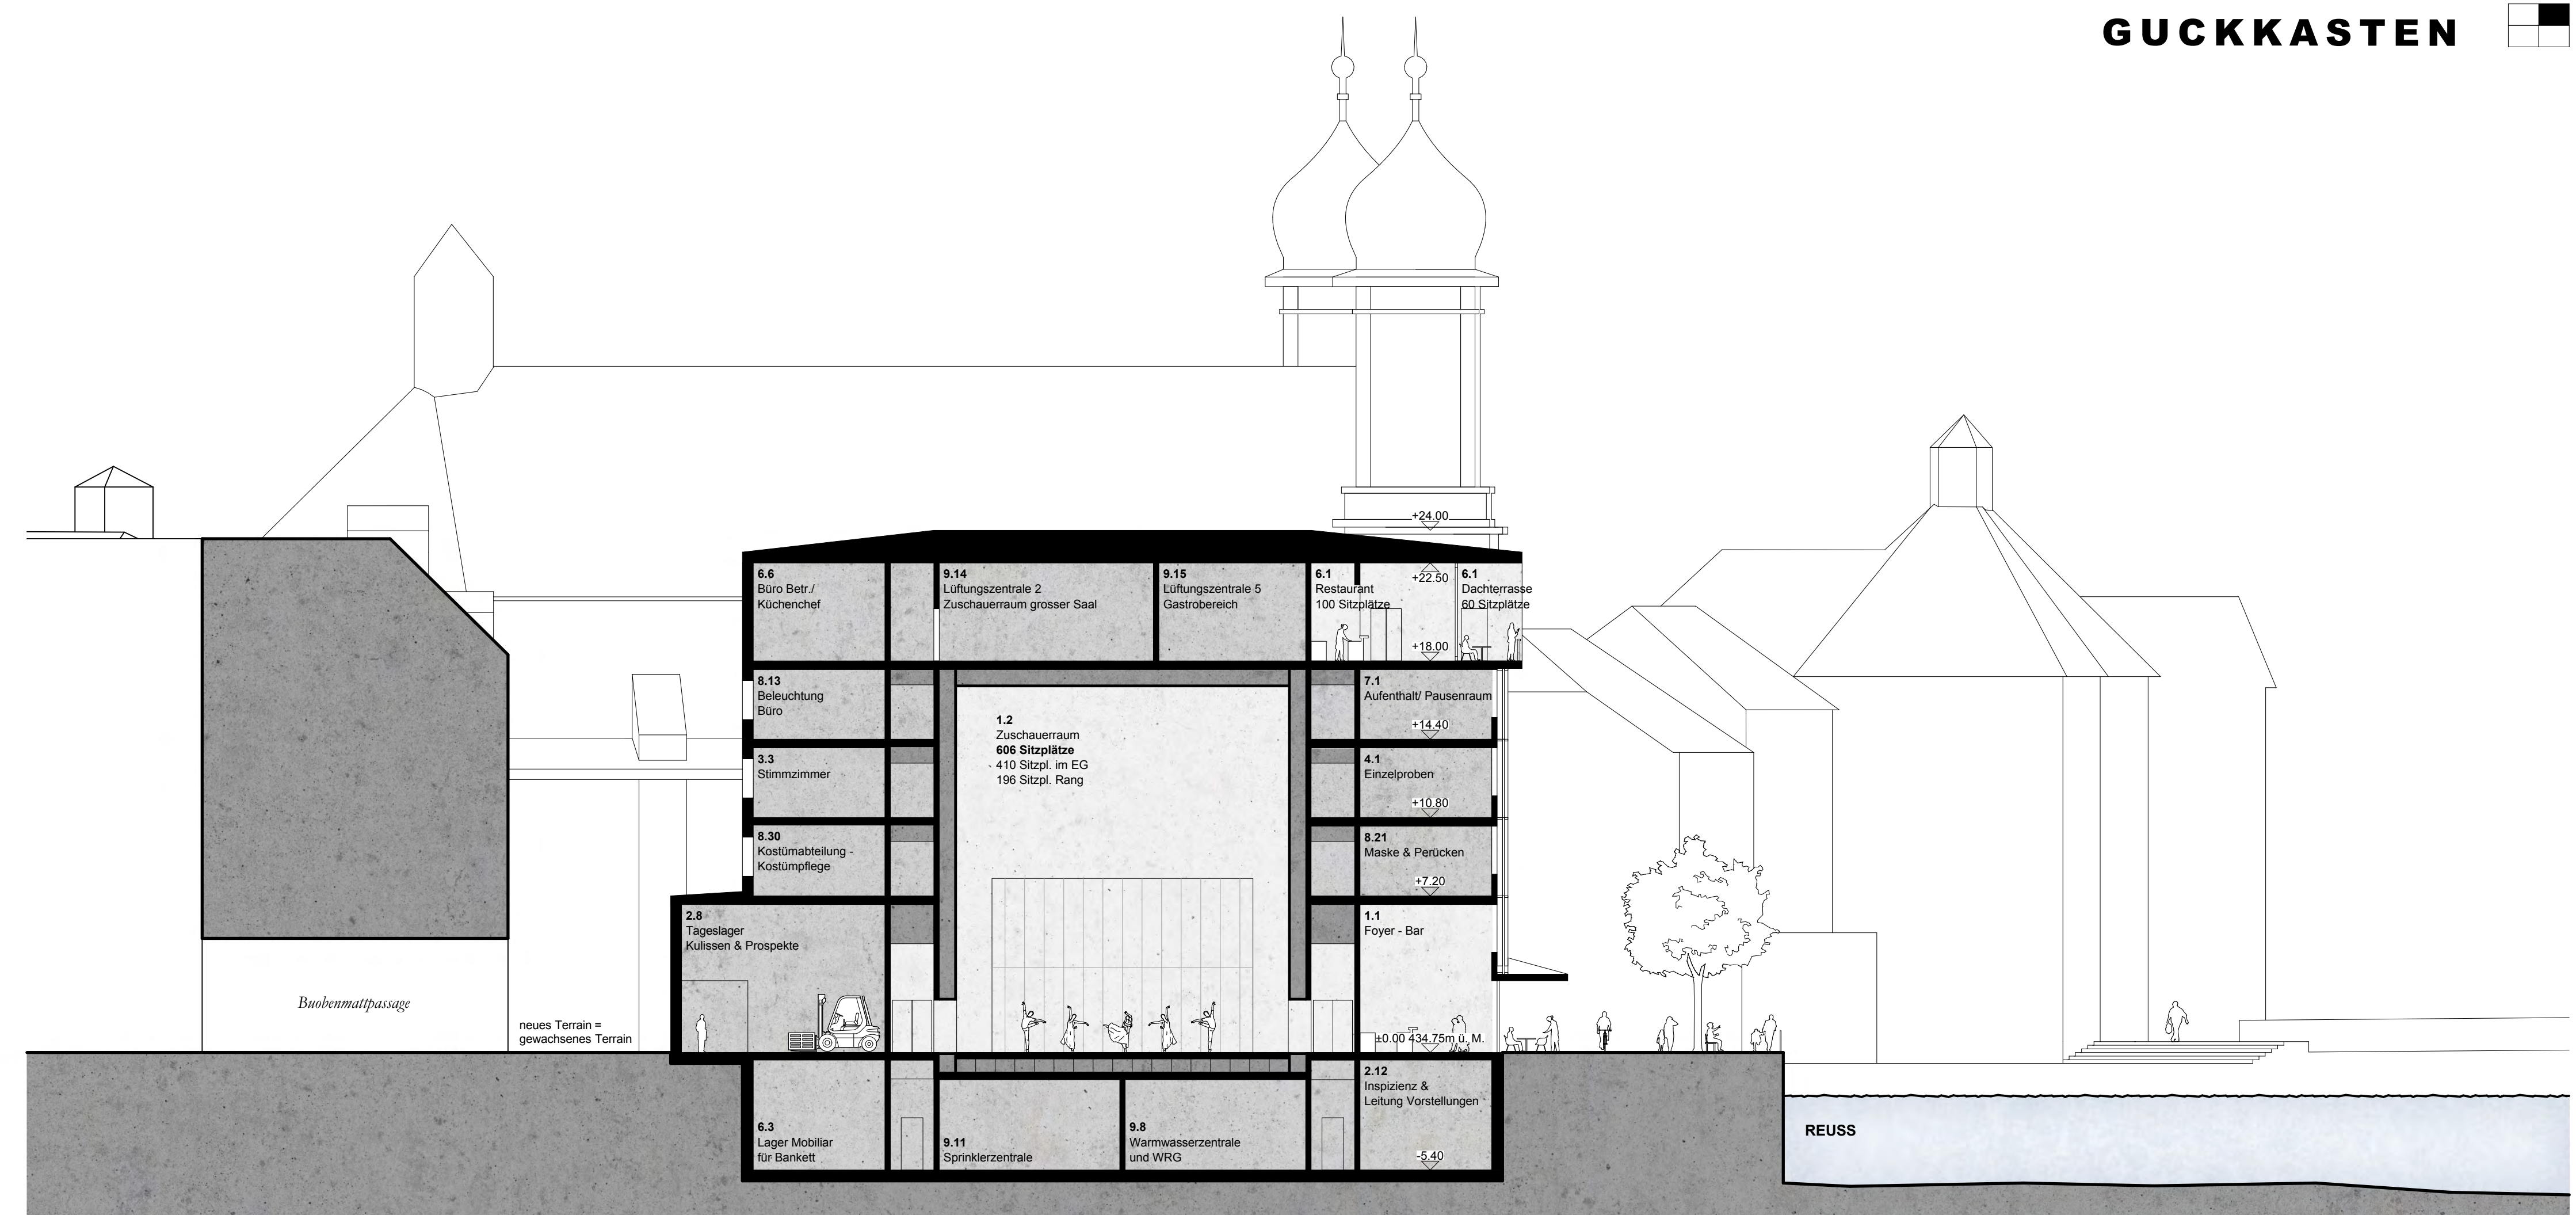 GUCKKASTEN
+24.00
6.6
Büro Betr./
Küchenchef
9.14
Lüftungszentrale 2
Zuschauerraum grosser Saal
9.15
Lüftungszentrale 5
Gastrobereich
6.1
Restaurant
100 Sitzplätze
+22.50
6.1
Dachterrasse
60 Sitzplätze
+18.00
8.13
Beleuchtung
Büro
1.2
Zuschauerraum
606 Sitzplätze
410 Sitzpl. im EG
196 Sitzpl. Rang
7.1
Aufenthalt/ Pausenraum
+14.40
3.3
Stimmzimmer
4.1
Einzelproben
+10.80
8.30
Kostümabteilung -
Kostümpflege
8.21
Maske & Perücken
+7.20
2.8
Tageslager
Kulissen & Prospekte
1.1
Foyer - Bar
Buobenmattpassage
neues Terrain =
gewachsenes Terrain
±0.00 434.75m ü. M.
6.3
Lager Mobiliar
für Bankett
9.11
Sprinklerzentrale
9.8
Warmwasserzentrale
und WRG
2.12
Inspizienz &
Leitung Vorstellungen
-5.40
REUSS